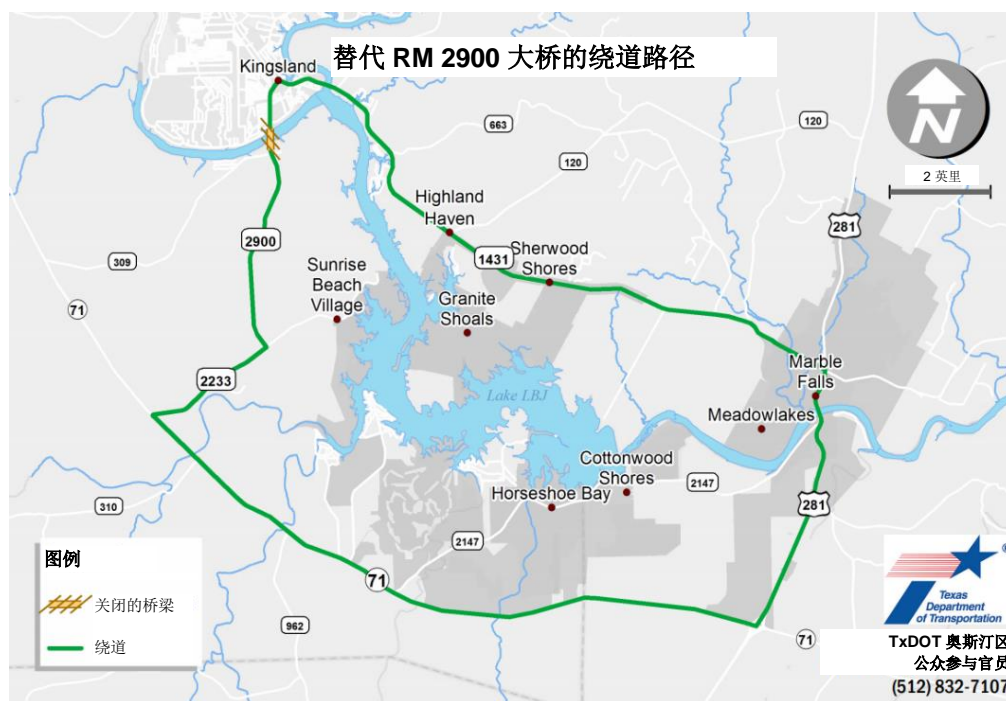 替代 RM 2900 大桥的绕道路径
Kingsland
663
120
120
N
2 英里
Highland
Haven
281
2900
1431
Sherwood
Shores
309
Sunrise
Beach
Village
Granite
Shoals
71
Marble
Falls
2233
Lake LBJ
Meadowlakes
Cottonwood
Shores
2147
Horseshoe Bay
310
281
2147
图例
71
关闭的桥梁
962
绕道
71
®
Texas
Department
of Transportation
TxDOT 奥斯汀区
公众参与官员
(512) 832-7107